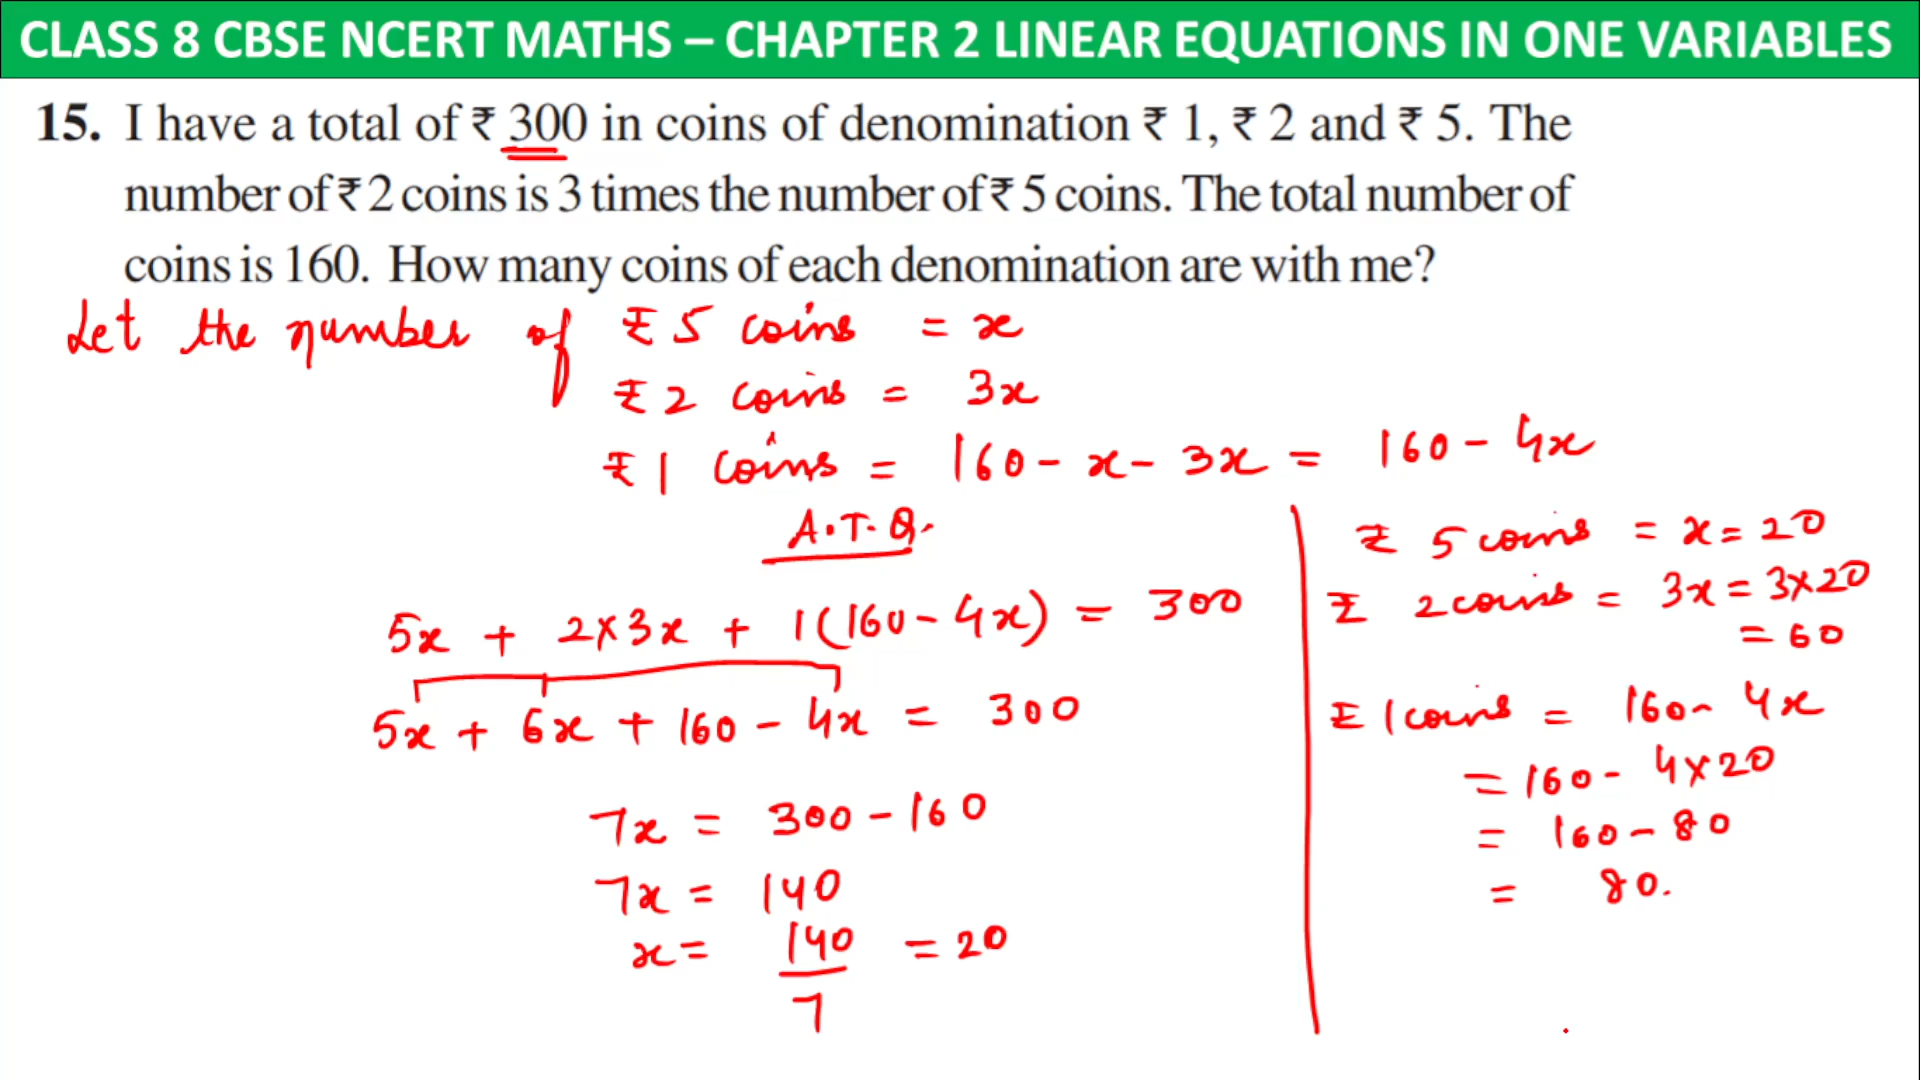 CLASS 8 CBSE NCERT MATHS – CHAPTER 2 LINEAR EQUATIONS IN ONE VARIABLES
15. I have a total of ₹ 300 in coins of denomination ₹ 1, ₹ 2 and ₹ 5. The
number of ₹ 2 coins is 3 times the number of ₹ 5 coins. The total number of
coins is 160. How many coins of each denomination are with me?
Let the number of ₹ 5 coins = x
₹ 2 coins = 3x
₹ 1 coins = 160 - x - 3x = 160 - 4x
A.T.Q.
5x + 2×3x + 1(160 - 4x) = 300
5x + 6x + 160 - 4x = 300
7x = 300 - 160
7x = 140
x = 140/7 = 20
₹ 5 coins = x = 20
₹ 2 coins = 3x = 3×20
= 60
₹ 1 coins = 160 - 4x
= 160 - 4×20
= 160 - 80
= 80.